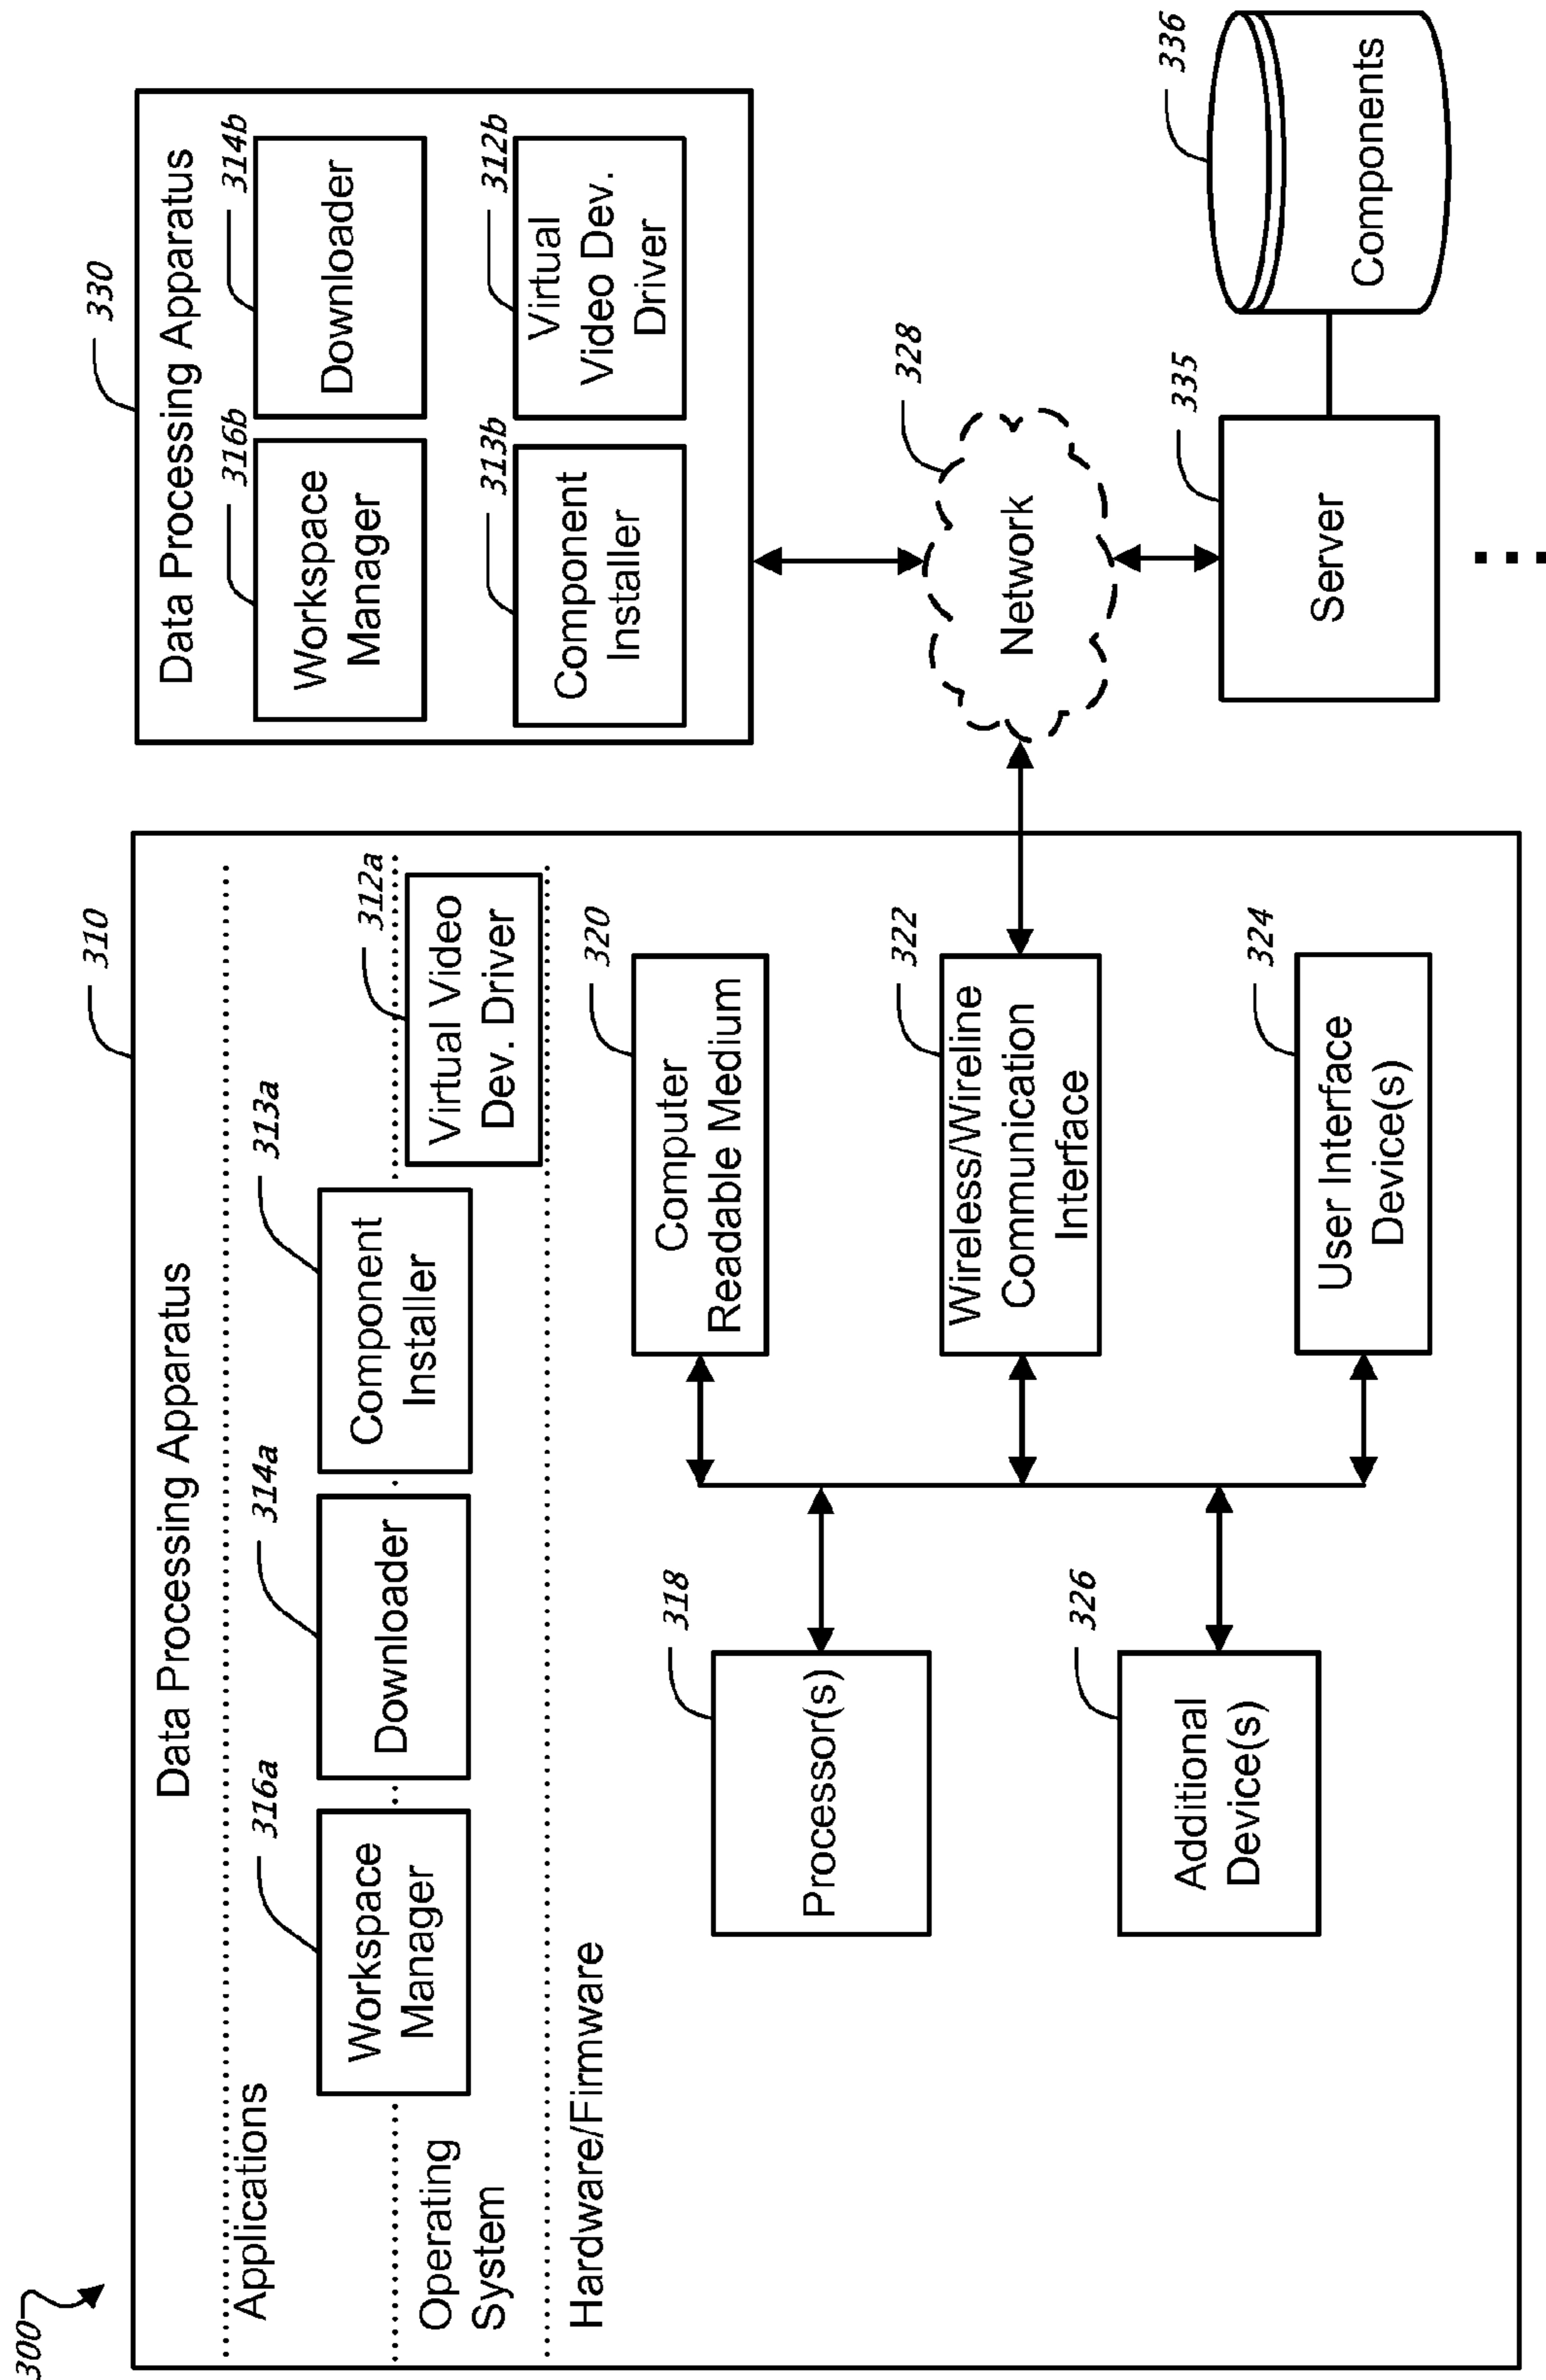 300
310
Data Processing Apparatus
Applications
316a
Workspace
Manager
314a
Downloader
313a
Component
Installer
312a
Virtual Video
Dev. Driver
Operating
System
Hardware/Firmware
318
Processor(s)
320
Computer
Readable Medium
322
Wireless/Wireline
Communication
Interface
326
Additional
Device(s)
324
User Interface
Device(s)
330
Data Processing Apparatus
316b
Workspace
Manager
314b
Downloader
313b
Component
Installer
312b
Virtual
Video Dev.
Driver
328
Network
335
Server
336
Components